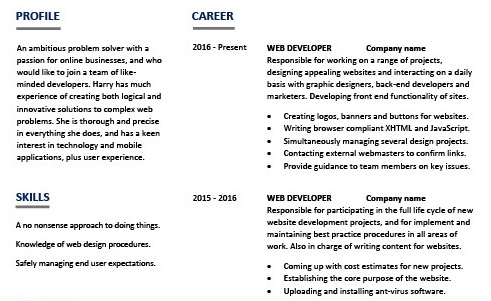 PROFILE
An ambitious problem solver with a
passion for online businesses, and who
would like to join a team of like-
minded developers. Harry has much
experience of creating both logical and
innovative solutions to complex web
problems. She is thorough and precise
in everything she does, and has a keen
interest in technology and mobile
applications, plus user experience.
SKILLS
A no nonsense approach to doing things.
Knowledge of web design procedures.
Safely managing end user expectations.
CAREER
2016 - Present
WEB DEVELOPER Company name
Responsible for working on a range of projects,
designing appealing websites and interacting on a daily
basis with graphic designers, back-end developers and
marketers. Developing front end functionality of sites.
• Creating logos, banners and buttons for websites.
• Writing browser compliant XHTML and JavaScript.
• Simultaneously managing several design projects.
• Contacting external webmasters to confirm links.
• Provide guidance to team members on key issues.
2015 - 2016
WEB DEVELOPER Company name
Responsible for participating in the full life cycle of new
website development projects, and for implement and
maintaining best practice procedures in all areas of
work. Also in charge of writing content for websites.
• Coming up with cost estimates for new projects.
• Establishing the core purpose of the website.
• Uploading and installing ant-virus software.